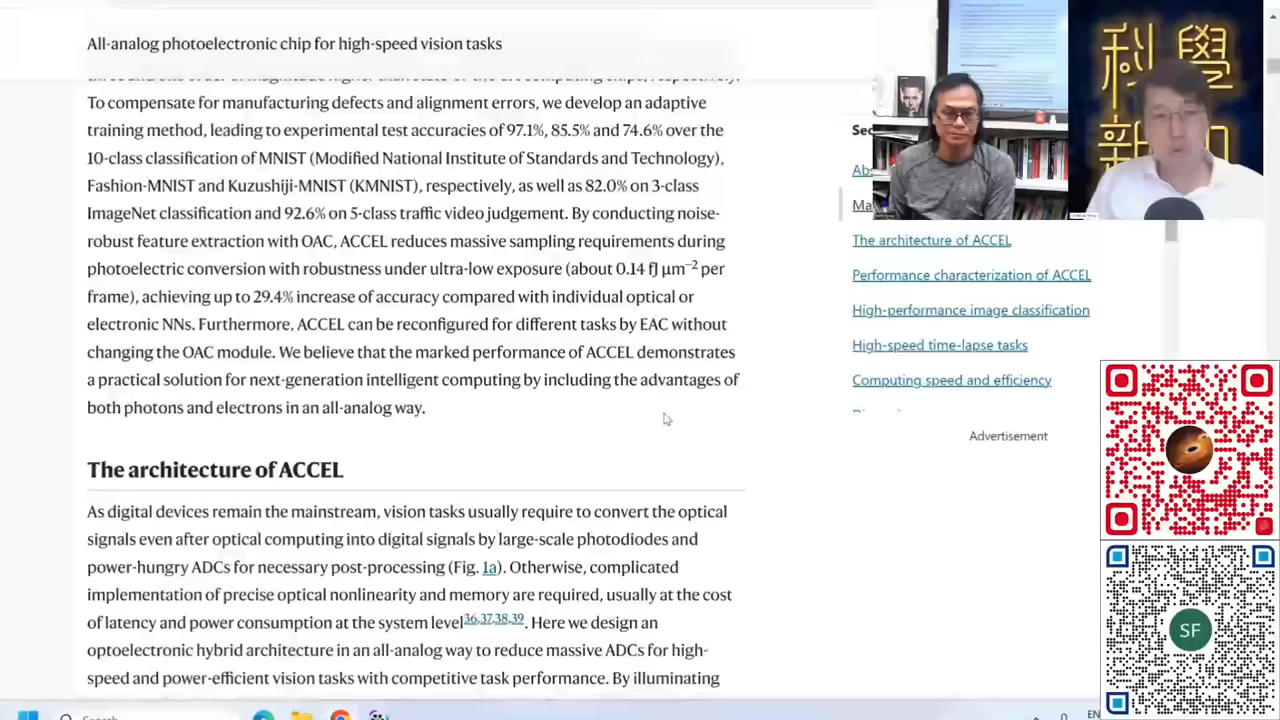 All-analog photoelectronic chip for high-speed vision tasks
To compensate for manufacturing defects and alignment errors, we develop an adaptive
training method, leading to experimental test accuracies of 97.1%, 85.5% and 74.6% over the
10-class classification of MNIST (Modified National Institute of Standards and Technology),
Fashion-MNIST and Kuzushiji-MNIST (KMNIST), respectively, as well as 82.0% on 3-class
ImageNet classification and 92.6% on 5-class traffic video judgement. By conducting noise-
robust feature extraction with OAC, ACCEL reduces massive sampling requirements during
photoelectric conversion with robustness under ultra-low exposure (about 0.14 fJ μm−2 per
frame), achieving up to 29.4% increase of accuracy compared with individual optical or
electronic NNs. Furthermore, ACCEL can be reconfigured for different tasks by EAC without
changing the OAC module. We believe that the marked performance of ACCEL demonstrates
a practical solution for next-generation intelligent computing by including the advantages of
both photons and electrons in an all-analog way.
The architecture of ACCEL
As digital devices remain the mainstream, vision tasks usually require to convert the optical
signals even after optical computing into digital signals by large-scale photodiodes and
power-hungry ADCs for necessary post-processing (Fig. 1a). Otherwise, complicated
implementation of precise optical nonlinearity and memory are required, usually at the cost
of latency and power consumption at the system level36,37,38,39. Here we design an
optoelectronic hybrid architecture in an all-analog way to reduce massive ADCs for high-
speed and power-efficient vision tasks with competitive task performance. By illuminating
Sec
Ab
Ma
The architecture of ACCEL
Performance characterization of ACCEL
High-performance image classification
High-speed time-lapse tasks
Computing speed and efficiency
Advertisement
科學
新
SF
Search
EN